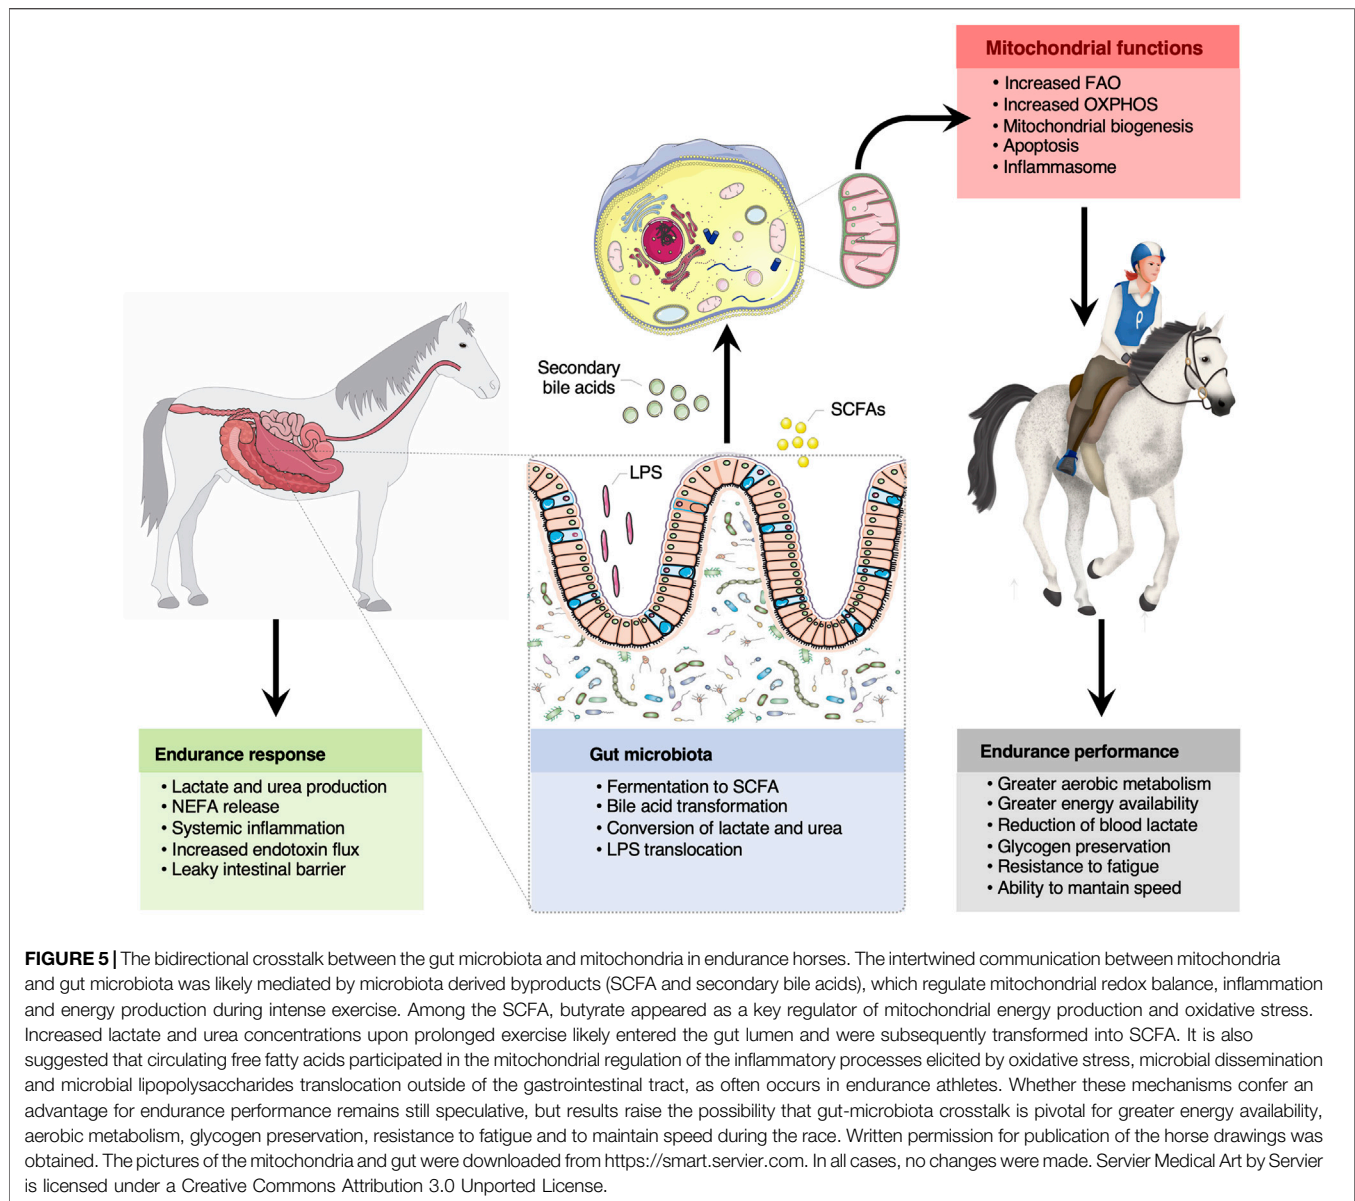 Mitochondrial functions
• Increased FAO
• Increased OXPHOS
• Mitochondrial biogenesis
• Apoptosis
• Inflammasome
Secondary
bile acids
SCFAs
LPS
ρ
Endurance response
• Lactate and urea production
• NEFA release
• Systemic inflammation
• Increased endotoxin flux
• Leaky intestinal barrier
Gut microbiota
• Fermentation to SCFA
• Bile acid transformation
• Conversion of lactate and urea
• LPS translocation
Endurance performance
• Greater aerobic metabolism
• Greater energy availability
• Reduction of blood lactate
• Glycogen preservation
• Resistance to fatigue
• Ability to mantain speed
FIGURE 5 | The bidirectional crosstalk between the gut microbiota and mitochondria in endurance horses. The intertwined communication between mitochondria
and gut microbiota was likely mediated by microbiota derived byproducts (SCFA and secondary bile acids), which regulate mitochondrial redox balance, inflammation
and energy production during intense exercise. Among the SCFA, butyrate appeared as a key regulator of mitochondrial energy production and oxidative stress.
Increased lactate and urea concentrations upon prolonged exercise likely entered the gut lumen and were subsequently transformed into SCFA. It is also
suggested that circulating free fatty acids participated in the mitochondrial regulation of the inflammatory processes elicited by oxidative stress, microbial dissemination
and microbial lipopolysaccharides translocation outside of the gastrointestinal tract, as often occurs in endurance athletes. Whether these mechanisms confer an
advantage for endurance performance remains still speculative, but results raise the possibility that gut-microbiota crosstalk is pivotal for greater energy availability,
aerobic metabolism, glycogen preservation, resistance to fatigue and to maintain speed during the race. Written permission for publication of the horse drawings was
obtained. The pictures of the mitochondria and gut were downloaded from https://smart.servier.com. In all cases, no changes were made. Servier Medical Art by Servier
is licensed under a Creative Commons Attribution 3.0 Unported License.